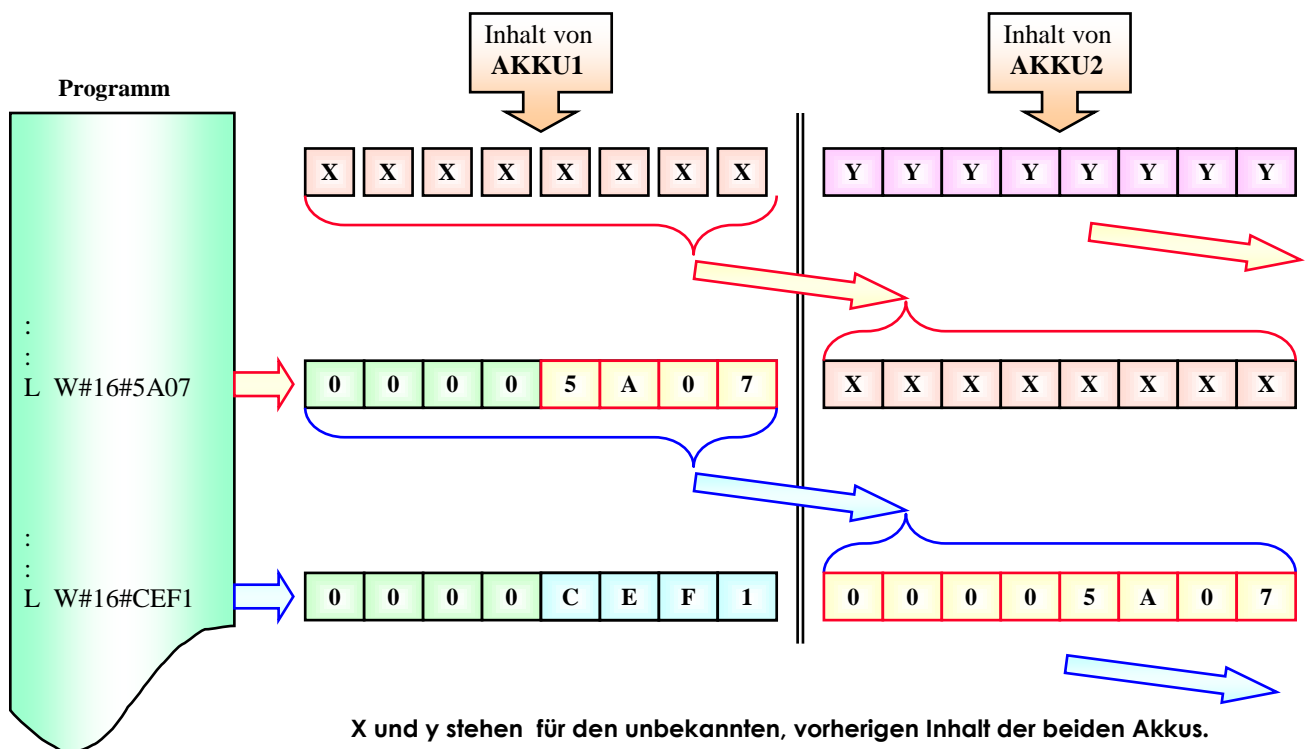 Inhalt von
AKKU1
Inhalt von
AKKU2
Programm
X X X X X X X X
Y Y Y Y Y Y Y Y
:
:
L W#16#5A07
0 0 0 0 5 A 0 7
X X X X X X X X
:
:
L W#16#CEF1
0 0 0 0 C E F 1
0 0 0 0 5 A 0 7
X und y stehen für den unbekannten, vorherigen Inhalt der beiden Akkus.